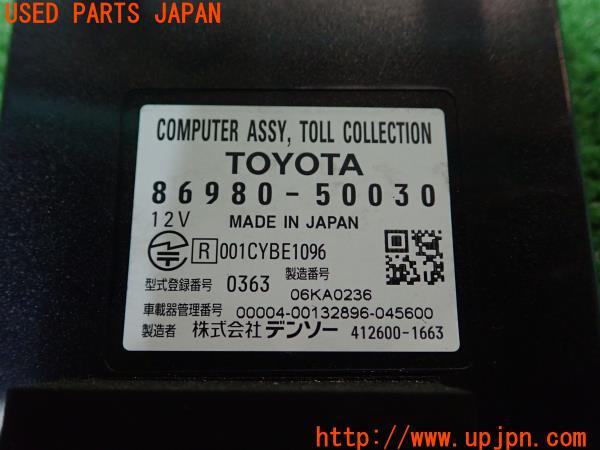 USED PARTS JAPAN
COMPUTER ASSY, TOLL COLLECTION
TOYOTA
86980-50030
12V MADE IN JAPAN
R 001CYBE1096
型式登録番号 0363 製造番号
06KA0236
車載器管理番号 00004-00132896-045600
製造者 株式会社デンソー 412600-1663
http://www.upjpn.com/